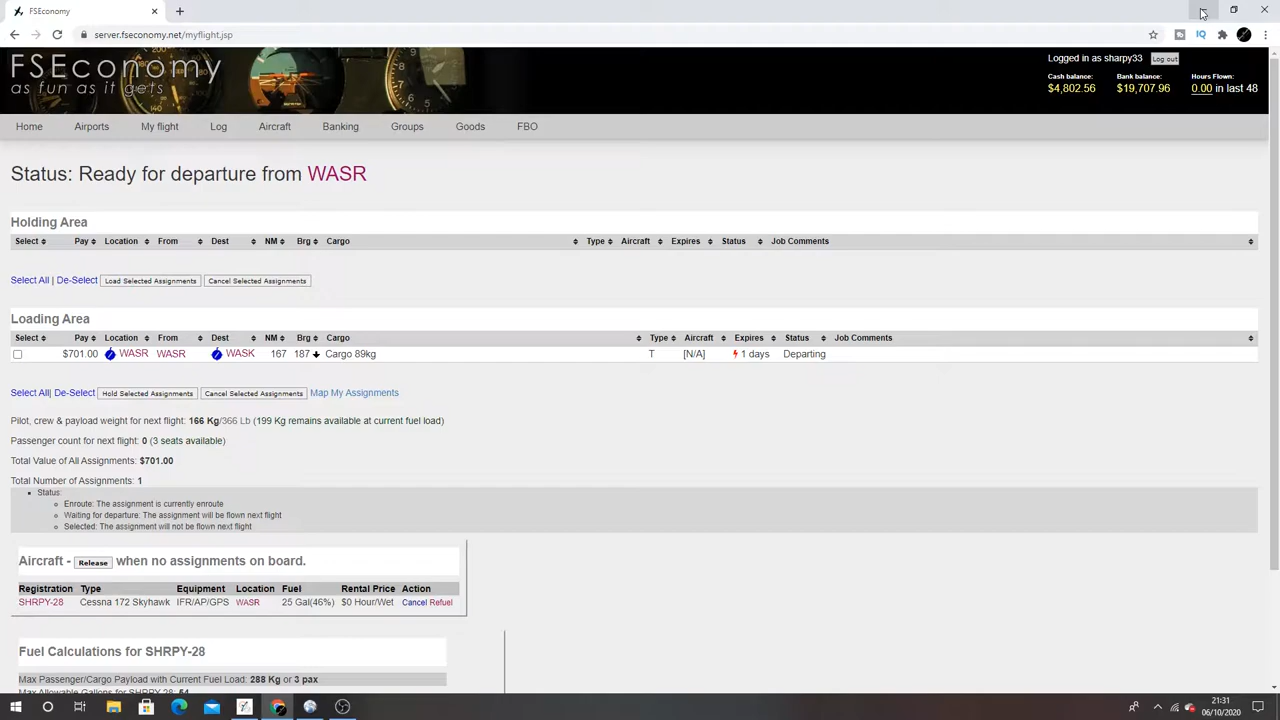 FSEconomy
server.fseconomy.net/myflight.jsp
FSEconomy
as fun as it gets
Logged in as sharpy33 Log out
Cash balance: Bank balance: Hours Flown:
$4,802.56 $19,707.96 0.00 in last 48
Home Airports My flight Log Aircraft Banking Groups Goods FBO
Status: Ready for departure from WASR
Holding Area
Select Pay Location From Dest NM Brg Cargo Type Aircraft Expires Status Job Comments
Select All | De-Select Load Selected Assignments Cancel Selected Assignments
Loading Area
Select Pay Location From Dest NM Brg Cargo Type Aircraft Expires Status Job Comments
$701.00 WASR WASR WASK 167 187 Cargo 89kg T [N/A] 1 days Departing
Select All| De-Select Hold Selected Assignments Cancel Selected Assignments Map My Assignments
Pilot, crew & payload weight for next flight: 166 Kg/366 Lb (199 Kg remains available at current fuel load)
Passenger count for next flight: 0 (3 seats available)
Total Value of All Assignments: $701.00
Total Number of Assignments: 1
Status:
Enroute: The assignment is currently enroute
Waiting for departure: The assignment will be flown next flight
Selected: The assignment will not be flown next flight
Aircraft - Release when no assignments on board.
Registration Type Equipment Location Fuel Rental Price Action
SHRPY-28 Cessna 172 Skyhawk IFR/AP/GPS WASR 25 Gal(46%) $0 Hour/Wet Cancel Refuel
Fuel Calculations for SHRPY-28
Max Passenger/Cargo Payload with Current Fuel Load: 288 Kg or 3 pax
Max Allowable Gallons for SHRPY-28: 54
21:31
06/10/2020